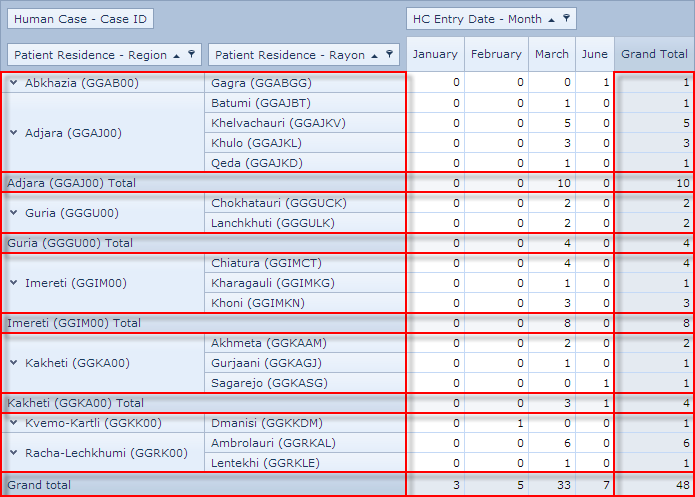 Human Case - Case ID HC Entry Date - Month
Patient Residence - Region Patient Residence - Rayon January February March June Grand Total
Abkhazia (GGAB00) Gagra (GGABGG) 0 0 0 1 1
Batumi (GGAJBT) 0 0 1 0 1
Khelvachauri (GGAJKV) 0 0 5 0 5
Adjara (GGAJ00)
Khulo (GGAJKL) 0 0 3 0 3
Qeda (GGAJKD) 0 0 1 0 1
Adjara (GGAJ00) Total 0 0 10 0 10
Chokhatauri (GGGUCK) 0 0 2 0 2
Guria (GGGU00)
Lanchkhuti (GGGULK) 0 0 2 0 2
Guria (GGGU00) Total 0 0 4 0 4
Chiatura (GGIMCT) 0 0 4 0 4
Imereti (GGIM00) Kharagauli (GGIMKG) 0 0 1 0 1
Khoni (GGIMKN) 0 0 3 0 3
Imereti (GGIM00) Total 0 0 8 0 8
Akhmeta (GGKAAM) 0 0 2 0 2
Kakheti (GGKA00) Gurjaani (GGKAGJ) 0 0 1 0 1
Sagarejo (GGKASG) 0 0 0 1 1
Kakheti (GGKA00) Total 0 0 3 1 4
Kvemo-Kartli (GGKK00) Dmanisi (GGKKDM) 0 1 0 0 1
Ambrolauri (GGRKAL) 0 0 6 0 6
Racha-Lechkhumi (GGRK00)
Lentekhi (GGRKLE) 0 0 1 0 1
Grand total 3 5 33 7 48